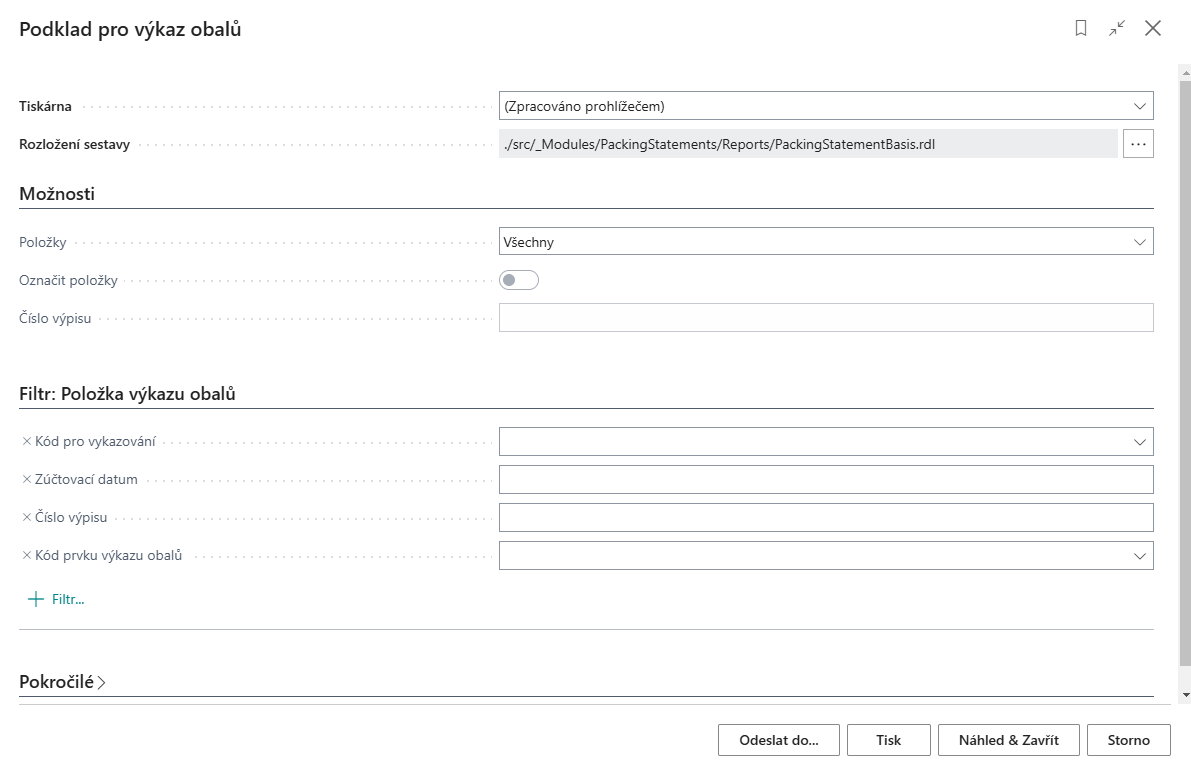 Podklad pro výkaz obalů
Tiskárna (Zpracováno prohlížečem)
Rozložení sestavy ./src/_Modules/PackingStatements/Reports/PackingStatementBasis.rdl ...
Možnosti
Položky Všechny
Označit položky
Číslo výpisu
Filtr: Položka výkazu obalů
Kód pro vykazování
Zúčtovací datum
Číslo výpisu
Kód prvku výkazu obalů
Filtr...
Pokročilé
Odeslat do... Tisk Náhled & Zavřít Storno